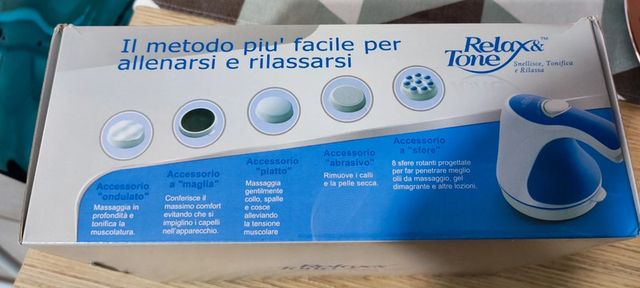 Il metodo piu' facile per
allenarsi e rilassarsi
Relax&™
Tone
Snellisce, Tonifica
e Rilassa
Accessorio
"ondulato"
Massaggia in
profondità e
tonifica la
muscolatura.
Accessorio
a "maglia"
Conferisce il
massimo comfort
evitando che si
impiglino i capelli
nell'apparecchio.
Accessorio
"piatto"
Massaggia
gentilmente
collo, spalle
e cosce
alleviando
la tensione
muscolare
Accessorio
"abrasivo"
Rimuove i calli
e la pelle secca.
Accessorio
a "sfere"
8 sfere rotanti progettate
per far penetrare meglio
oli da massaggio, gel
dimagrante e altre lozioni.